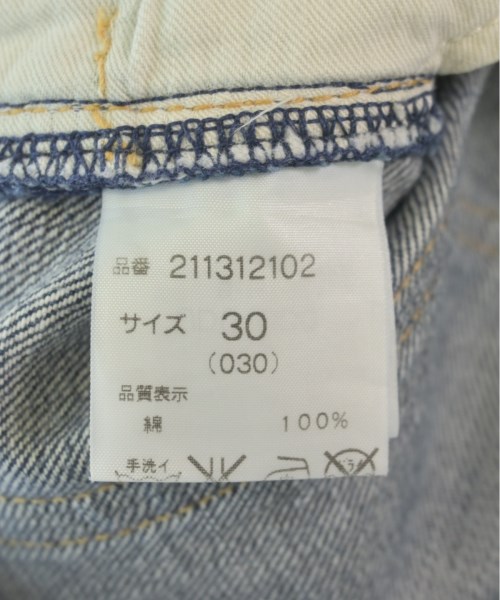 品番 211312102
サイズ 30
(030)
品質表示
綿 100%
手洗イ